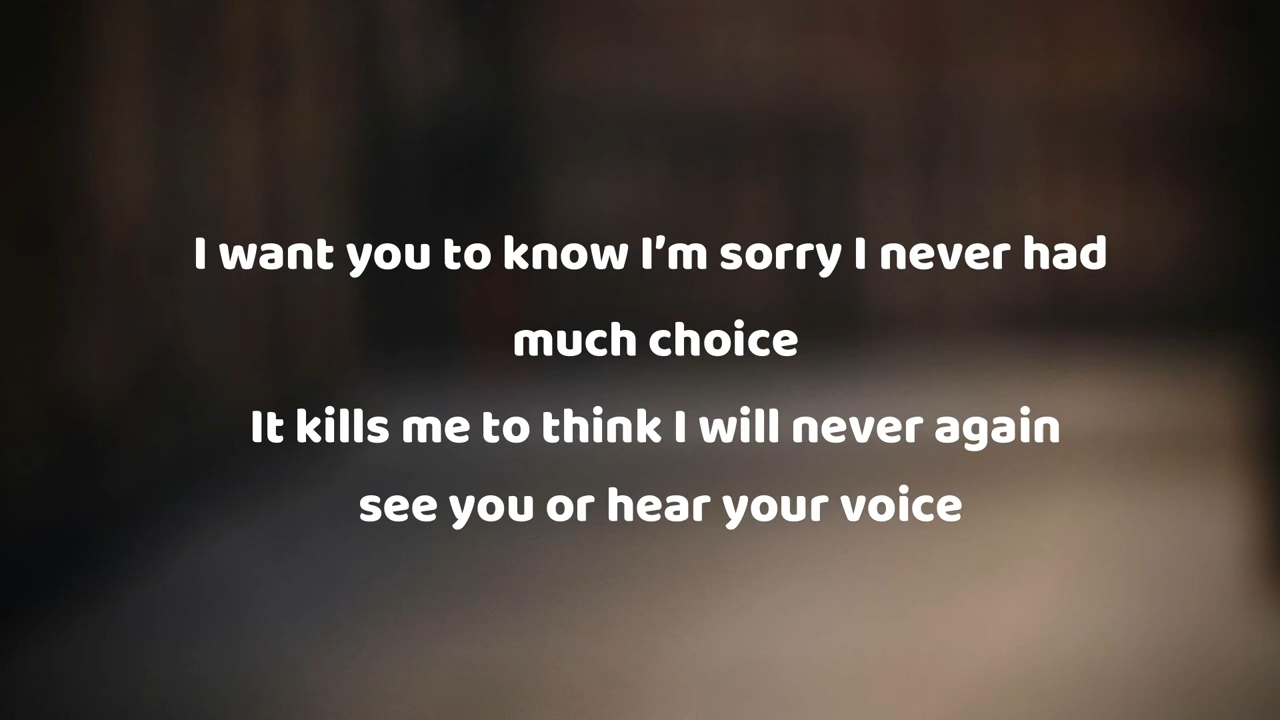 I want you to know I'm sorry I never had
much choice
It kills me to think I will never again
see you or hear your voice